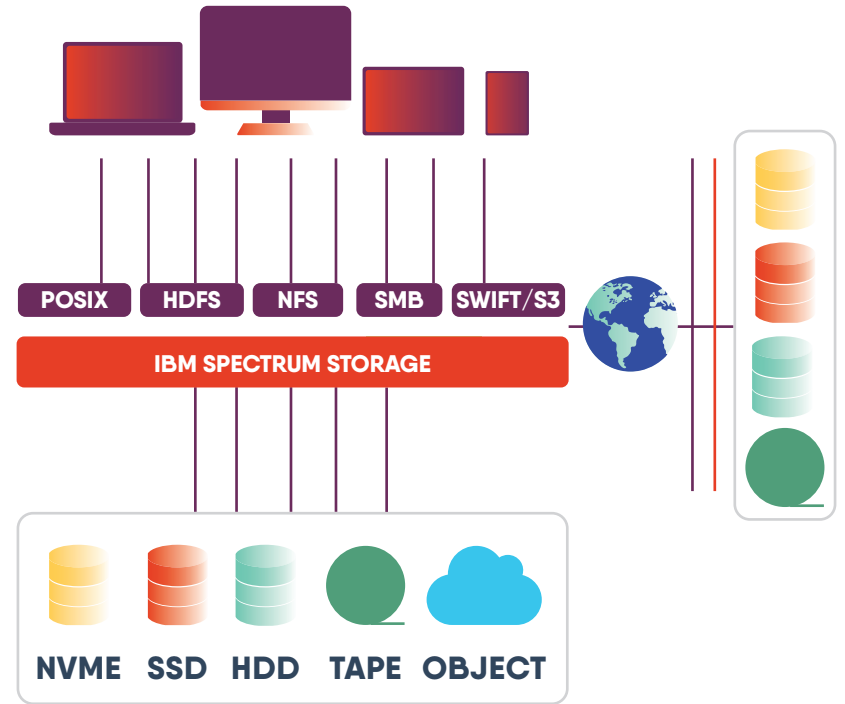 POSIX HDFS NFS SMB SWIFT/S3
IBM SPECTRUM STORAGE
NVME SSD HDD TAPE OBJECT